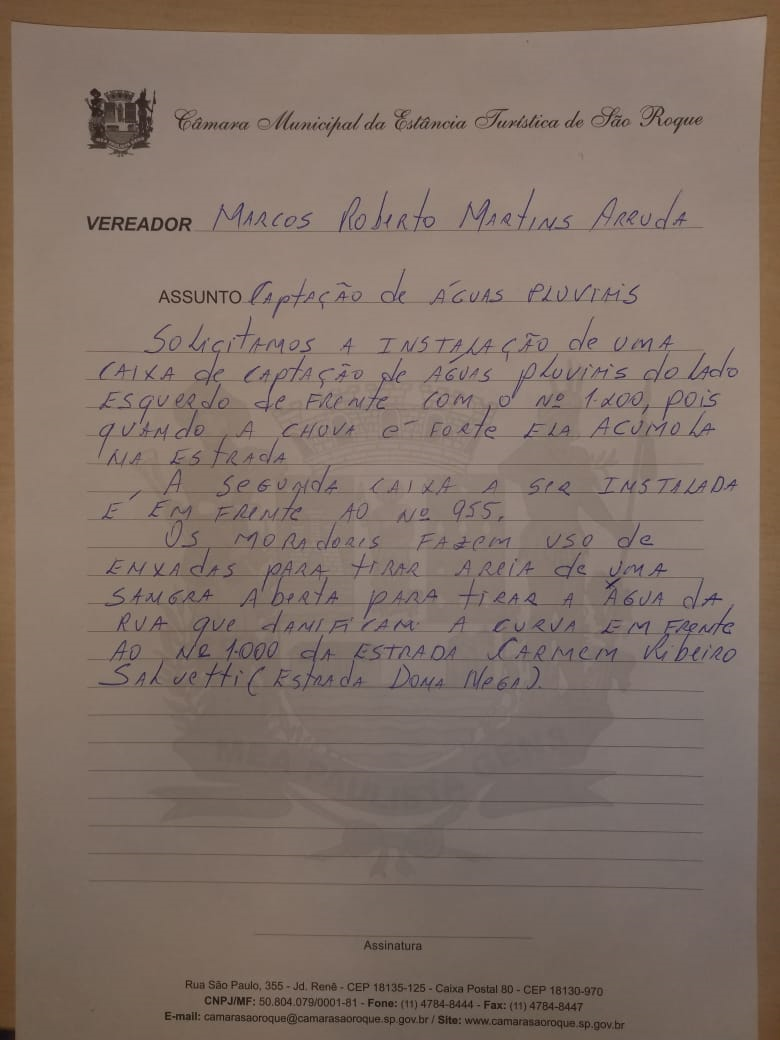 Câmara Municipal da Estância Turística de São Roque
VEREADOR Marcos Roberto Martins Arruda
ASSUNTO Captação de águas pluviais
Solicitamos a instalação de uma
caixa de captação de águas pluviais do lado
esquerdo de frente com o nº 1.200, pois
quando a chuva é forte ela acumola
na estrada
A segunda caixa a ser instalada
é em frente ao nº 955.
Os moradoris fazem uso de
enxadas para tirar areia de uma
sangra aberta para tirar a água da
rua que danificam a curva em frente
ao nº 1.000 da estrada Carmem Ribeiro
Salvetti (Estrada Dona Nega).
MEA PAULISTA GENS
Assinatura
Rua São Paulo, 355 - Jd. Renê - CEP 18135-125 - Caixa Postal 80 - CEP 18130-970
CNPJ/MF: 50.804.079/0001-81 - Fone: (11) 4784-8444 - Fax: (11) 4784-8447
E-mail: camarasaoroque@camarasaoroque.sp.gov.br / Site: www.camarasaoroque.sp.gov.br